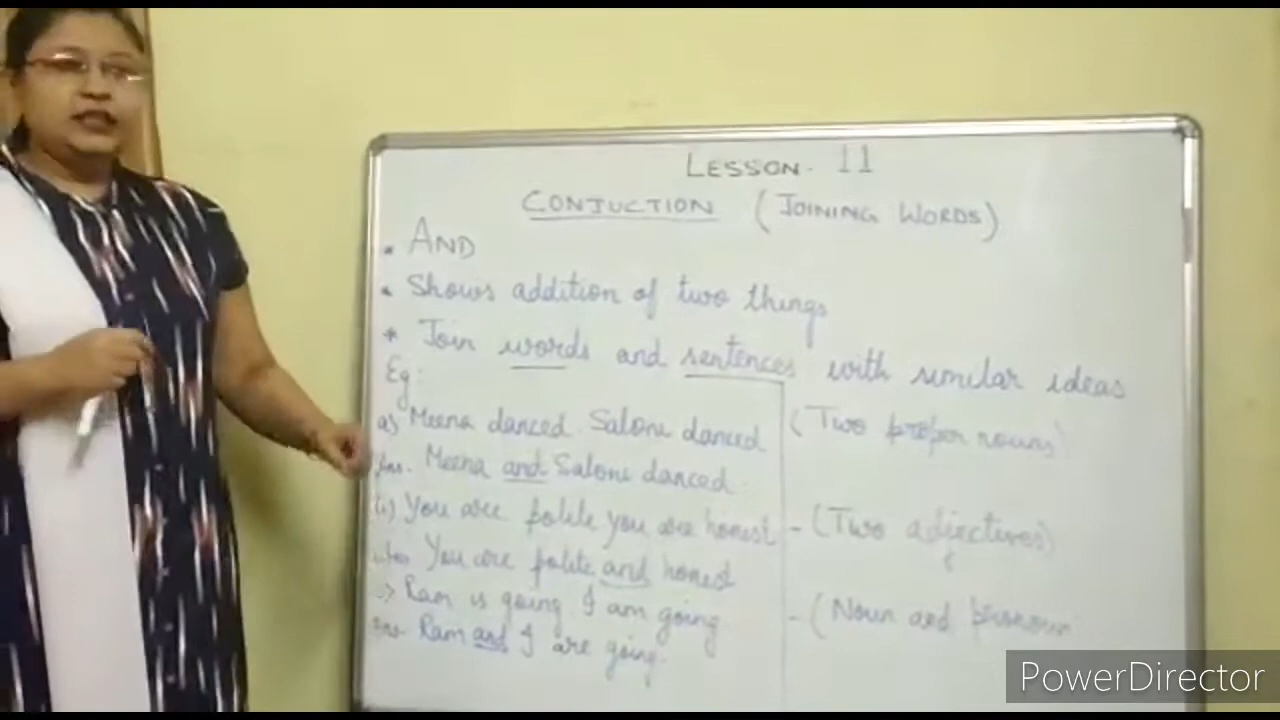 LESSON- 11
CONJUCTION (JOINING WORDS)
• AND
• Shows addition of two things
* Join words and sentences with similar ideas
Eg:
a) Meena danced. Saloni danced (Two proper nouns)
Ans. Meena and Saloni danced.
You are polite you are honest - (Two adjectives)
You are polite and honest
Ram is going. I am going - (Noun and pronoun
Ans. Ram and I are going.
PowerDirector